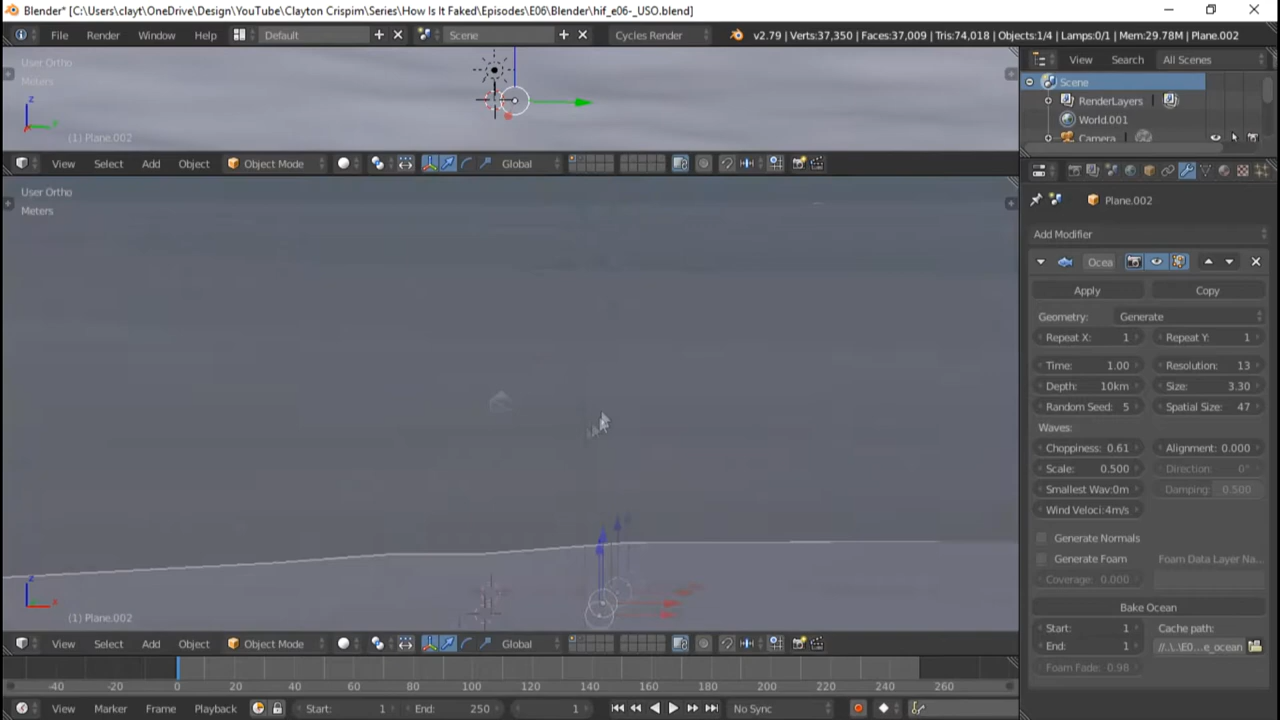 Blender* [C:\Users\clayt\OneDrive\Design\YouTube\Clayton Crispim\Series\How Is It Faked\Episodes\E06\Blender\hif_e06-_USO.blend]
File Render Window Help Default Scene Cycles Render v2.79 | Verts:37,350 | Faces:37,009 | Tris:74,018 | Objects:1/4 | Lamps:0/1 | Mem:29.78M | Plane.002
User Ortho
Meters
(1) Plane.002
View Select Add Object Object Mode Global
User Ortho
Meters
(1) Plane.002
View Select Add Object Object Mode Global
-40 -20 0 20 40 60 80 100 120 140 160 180 200 220 240 260
View Marker Frame Playback Start: 1 End: 250 1 No Sync
View Search All Scenes
Scene
RenderLayers
World.001
Camera
Plane.002
Add Modifier
Ocea
Apply Copy
Geometry: Generate
Repeat X: 1 Repeat Y: 1
Time: 1.00 Resolution: 13
Depth: 10km Size: 3.30
Random Seed: 5 Spatial Size: 47
Waves:
Choppiness: 0.61 Alignment: 0.000
Scale: 0.500 Direction: 0°
Smallest Wav:0m Damping: 0.500
Wind Veloci:4m/s
Generate Normals
Generate Foam Foam Data Layer Na...
Coverage: 0.000
Bake Ocean
Start: 1 Cache path:
End: 1 //..\..\E0...e_ocean
Foam Fade: 0.98